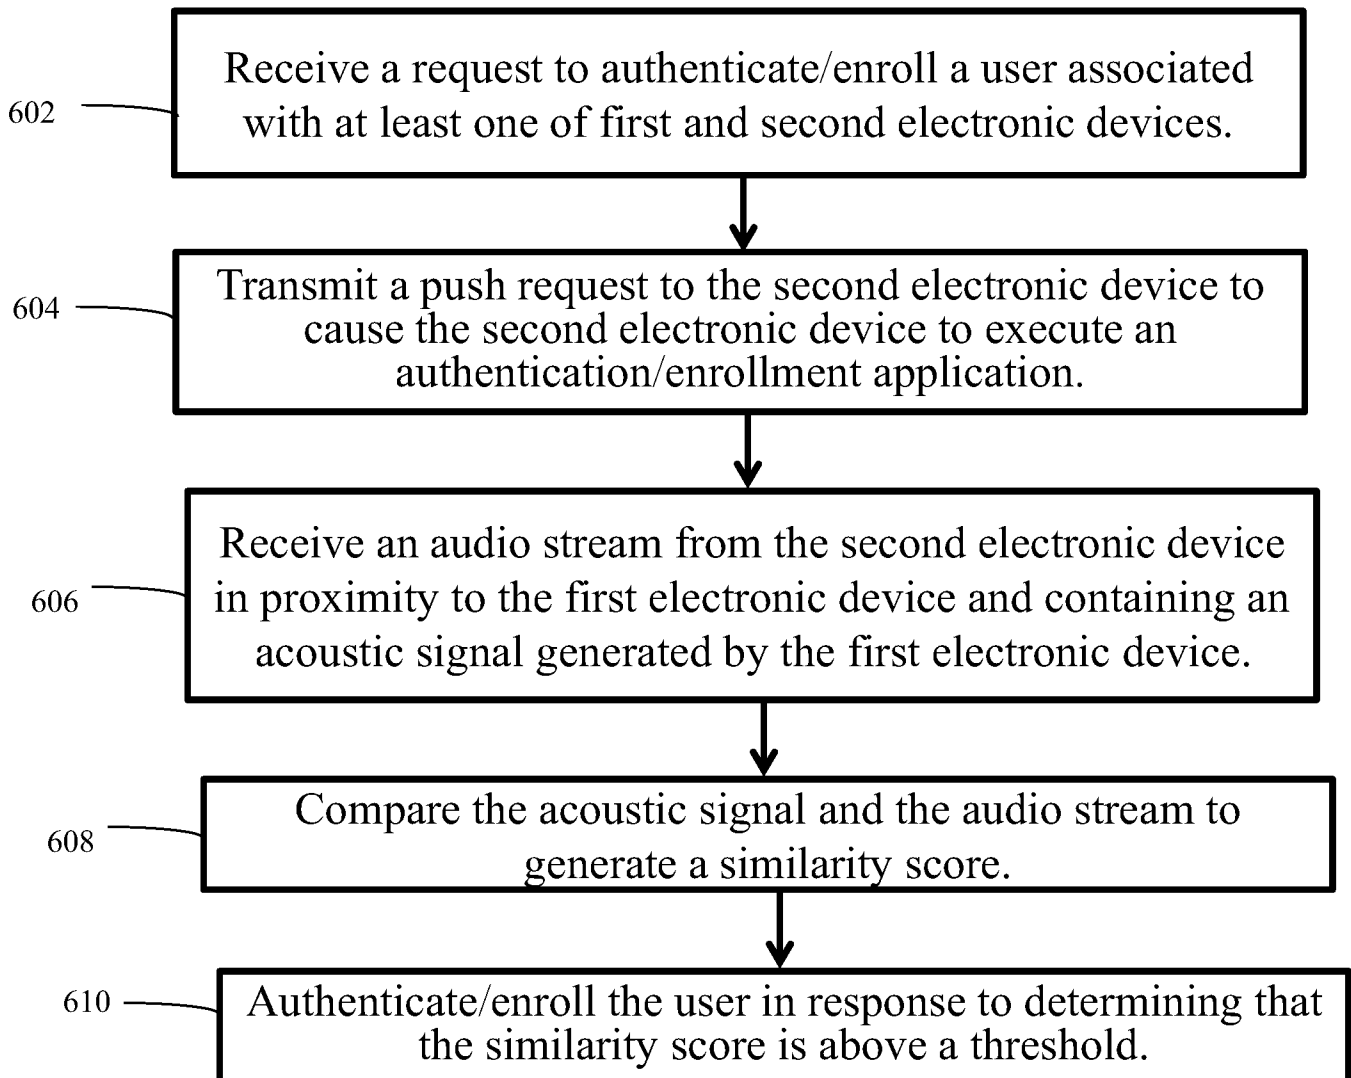 Receive a request to authenticate/enroll a user associated
602
with at least one of first and second electronic devices.
Transmit a push request to the second electronic device to
604
cause the second electronic device to execute an
authentication/enrollment application.
Receive an audio stream from the second electronic device
606
in proximity to the first electronic device and containing an
acoustic signal generated by the first electronic device.
Compare the acoustic signal and the audio stream to
608
generate a similarity score.
610
Authenticate/enroll the user in response to determining that
the similarity score is above a threshold.